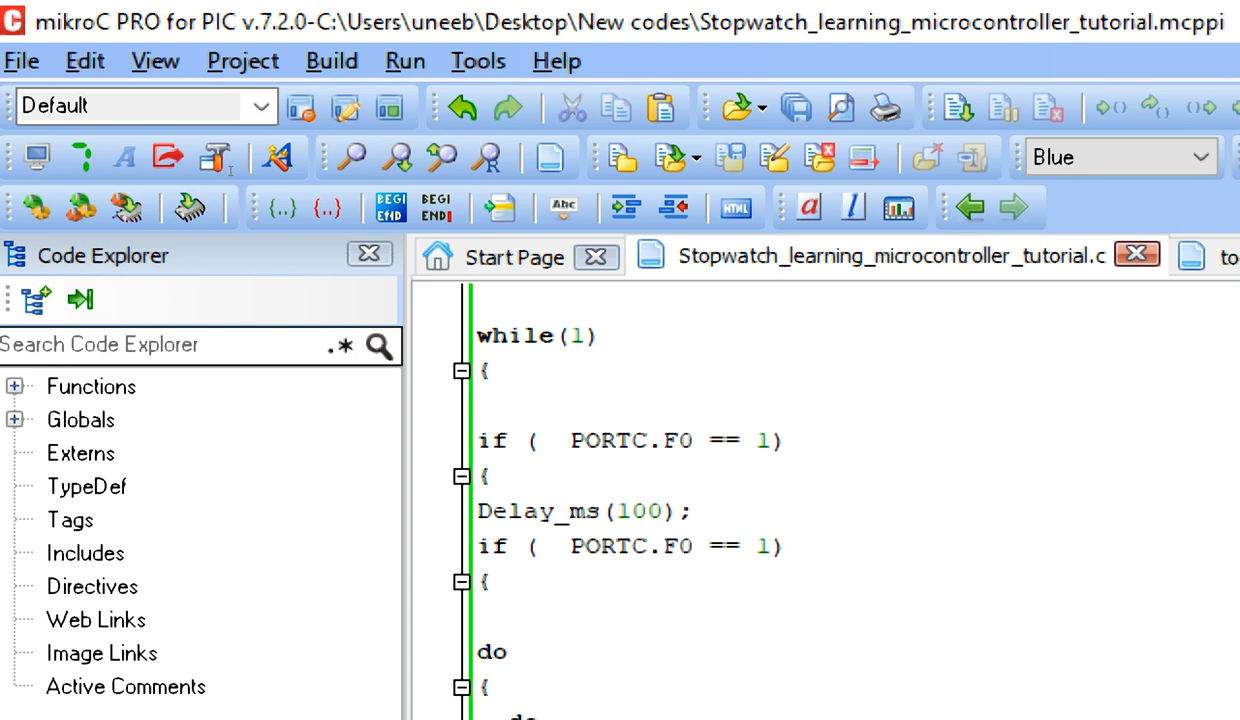 mikroC PRO for PIC v.7.2.0-C:\Users\uneeb\Desktop\New codes\Stopwatch_learning_microcontroller_tutorial.mcppi
File Edit View Project Build Run Tools Help
Default
Blue
BEGI END BEGI END
Abc
HTML
Code Explorer
Start Page Stopwatch_learning_microcontroller_tutorial.c to
Search Code Explorer .*
Functions
Globals
Externs
TypeDef
Tags
Includes
Directives
Web Links
Image Links
Active Comments
while(1)
{
if (  PORTC.F0 == 1)
{
Delay_ms(100);
if (  PORTC.F0 == 1)
{
do
{